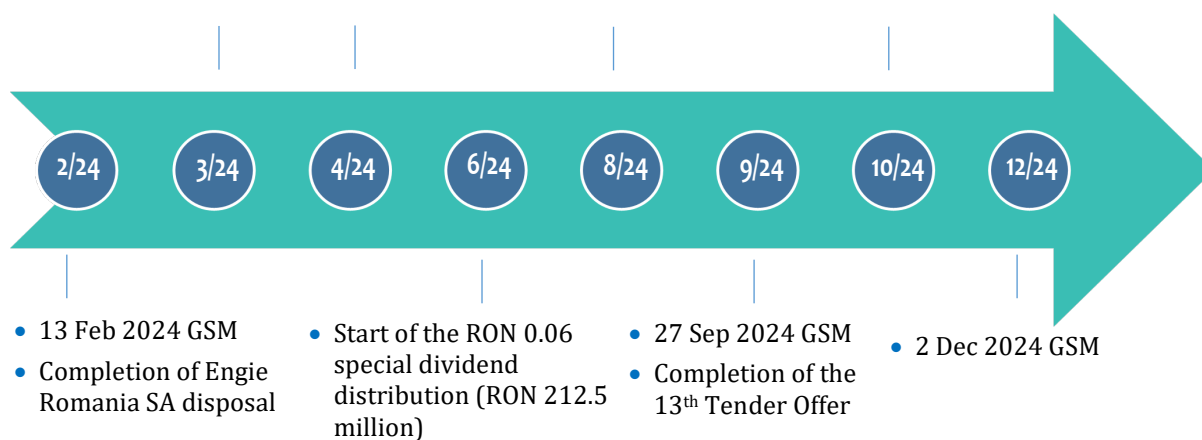 2/24 3/24 4/24 6/24 8/24 9/24 10/24 12/24
• 13 Feb 2024 GSM
• Completion of Engie
Romania SA disposal
• Start of the RON 0.06
special dividend
distribution (RON 212.5
million)
• 27 Sep 2024 GSM
• Completion of the
13th Tender Offer
• 2 Dec 2024 GSM